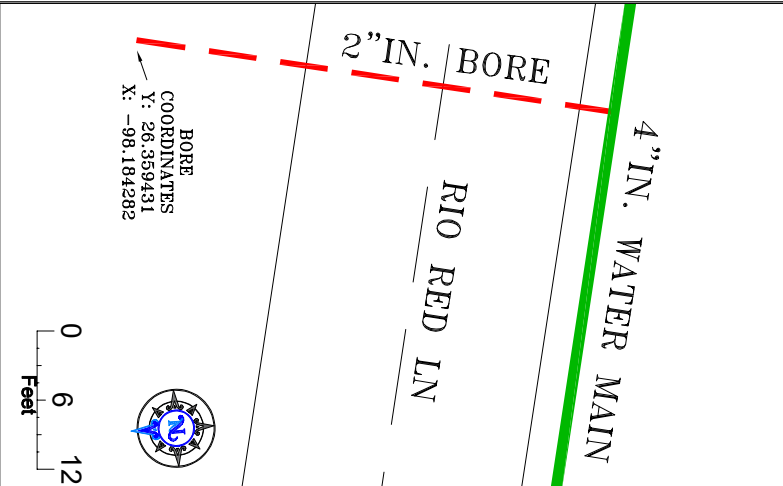 2”IN. BORE
4”IN. WATER MAIN
RIO RED LN
BORE
COORDINATES
Y: 26.359431
X: -98.184282
0 6 12
Feet
N